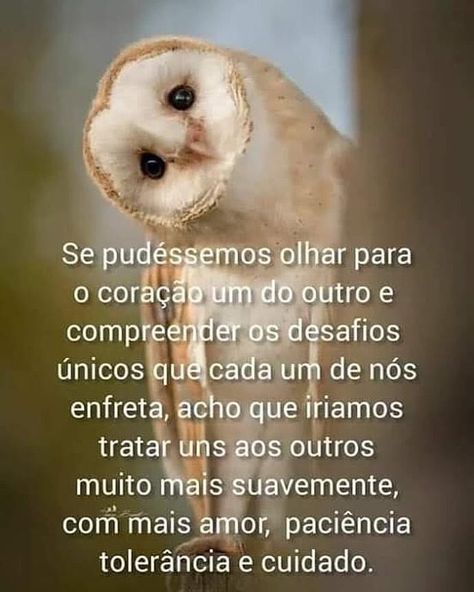 Se pudéssemos olhar para
o coração um do outro e
compreender os desafios
únicos que cada um de nós
enfreta, acho que iriamos
tratar uns aos outros
muito mais suavemente,
com mais amor, paciência
tolerância e cuidado.